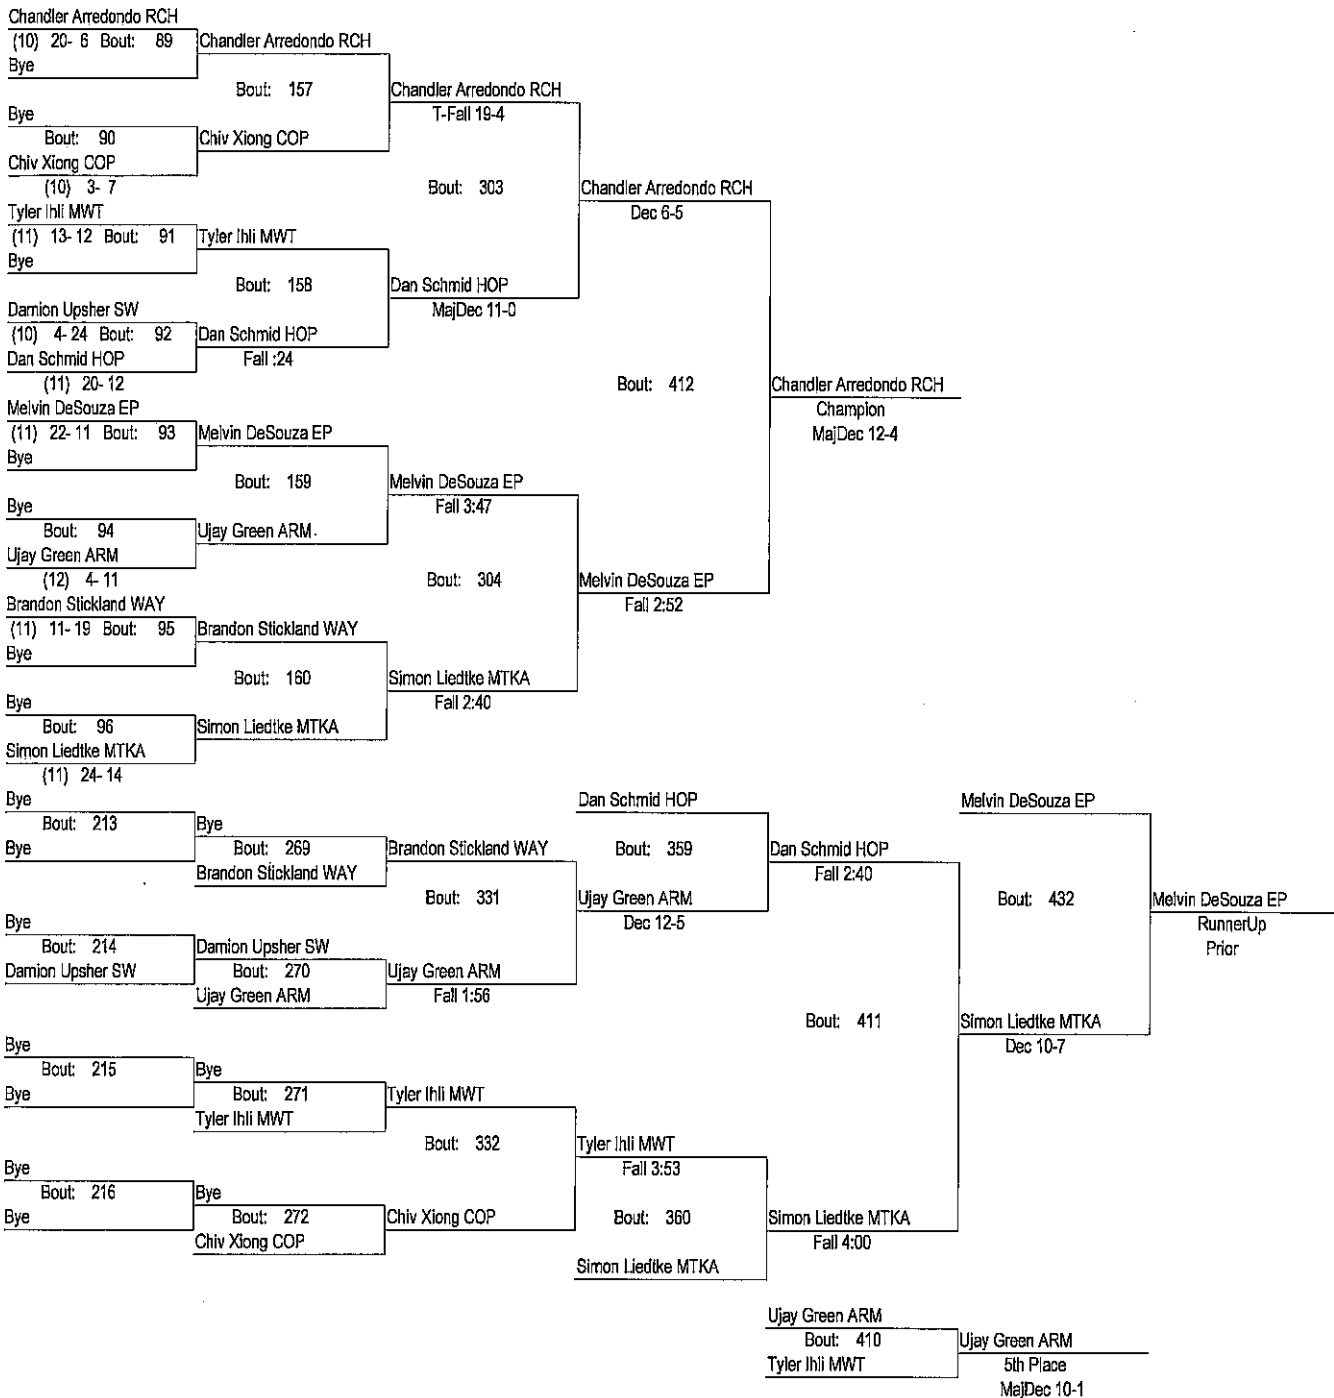 Chandler Arredondo RCH
(10) 20- 6 Bout: 89 Chandler Arredondo RCH
Bye
Bout: 157 Chandler Arredondo RCH
T-Fall 19-4
Bye
Bout: 90 Chiv Xiong COP
Chiv Xiong COP
(10) 3- 7 Bout: 303 Chandler Arredondo RCH
Dec 6-5
Tyler Ihli MWT
(11) 13- 12 Bout: 91 Tyler Ihli MWT
Bye
Bout: 158 Dan Schmid HOP
MajDec 11-0
Damion Upsher SW
(10) 4- 24 Bout: 92 Dan Schmid HOP
Dan Schmid HOP Fall :24
(11) 20- 12 Bout: 412 Chandler Arredondo RCH
Champion
MajDec 12-4
Melvin DeSouza EP
(11) 22- 11 Bout: 93 Melvin DeSouza EP
Bye
Bout: 159 Melvin DeSouza EP
Fall 3:47
Bye
Bout: 94 Ujay Green ARM
Ujay Green ARM
(12) 4- 11 Bout: 304 Melvin DeSouza EP
Fall 2:52
Brandon Stickland WAY
(11) 11- 19 Bout: 95 Brandon Stickland WAY
Bye
Bout: 160 Simon Liedtke MTKA
Fall 2:40
Bye
Bout: 96 Simon Liedtke MTKA
Simon Liedtke MTKA
(11) 24- 14
Bye Dan Schmid HOP Melvin DeSouza EP
Bout: 213 Bye
Bye Bout: 269 Brandon Stickland WAY Bout: 359 Dan Schmid HOP
Brandon Stickland WAY Fall 2:40
Bout: 331 Ujay Green ARM Bout: 432 Melvin DeSouza EP
Dec 12-5 RunnerUp
Prior
Bye
Bout: 214 Damion Upsher SW
Damion Upsher SW Bout: 270 Ujay Green ARM
Ujay Green ARM Fall 1:56
Bout: 411 Simon Liedtke MTKA
Dec 10-7
Bye
Bout: 215 Bye
Bye Bout: 271 Tyler Ihli MWT
Tyler Ihli MWT
Bout: 332 Tyler Ihli MWT
Fall 3:53
Bye
Bout: 216 Bye
Bye Bout: 272 Chiv Xiong COP Bout: 360 Simon Liedtke MTKA
Chiv Xiong COP Fall 4:00
Simon Liedtke MTKA
Ujay Green ARM
Bout: 410 Ujay Green ARM
Tyler Ihli MWT 5th Place
MajDec 10-1